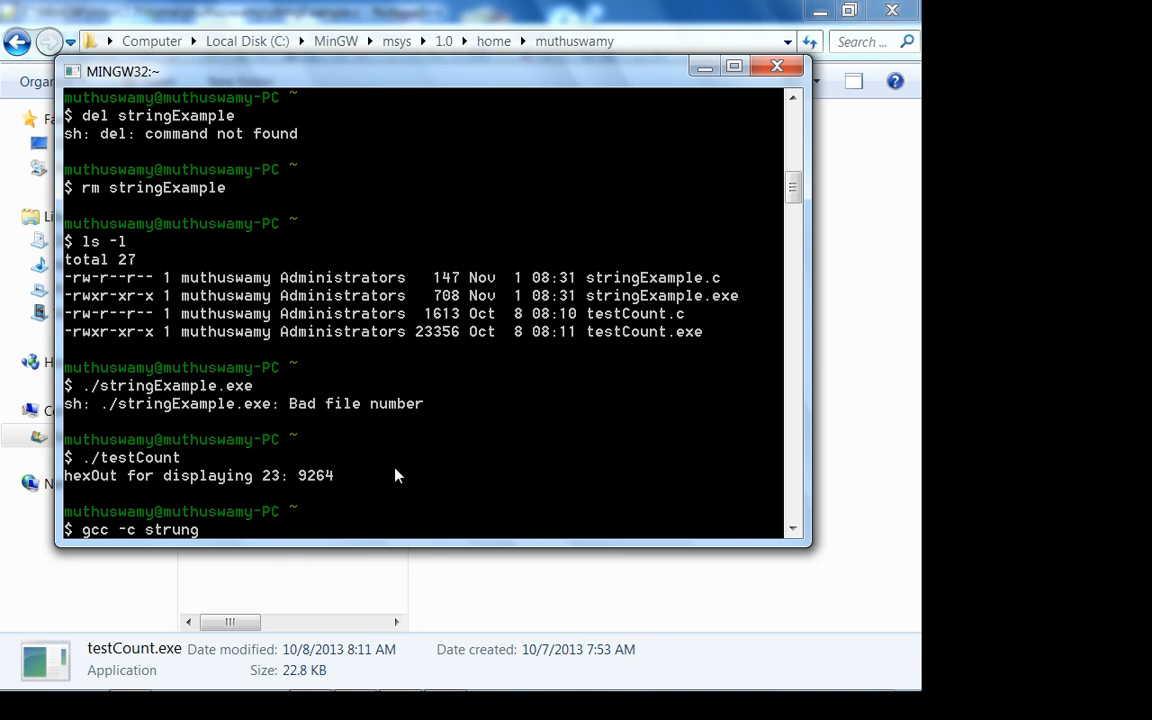 Computer Local Disk (C:) MinGW msys 1.0 home muthuswamy Search ...
Organ
MINGW32:~
muthuswamy@muthuswamy-PC ~
$ del stringExample
sh: del: command not found
muthuswamy@muthuswamy-PC ~
$ rm stringExample
muthuswamy@muthuswamy-PC ~
$ ls -l
total 27
-rw-r--r-- 1 muthuswamy Administrators 147 Nov 1 08:31 stringExample.c
-rwxr-xr-x 1 muthuswamy Administrators 708 Nov 1 08:31 stringExample.exe
-rw-r--r-- 1 muthuswamy Administrators 1613 Oct 8 08:10 testCount.c
-rwxr-xr-x 1 muthuswamy Administrators 23356 Oct 8 08:11 testCount.exe
muthuswamy@muthuswamy-PC ~
$ ./stringExample.exe
sh: ./stringExample.exe: Bad file number
muthuswamy@muthuswamy-PC ~
$ ./testCount
hexOut for displaying 23: 9264
muthuswamy@muthuswamy-PC ~
$ gcc -c strung
Fa
Li
H
Co
N
testCount.exe Date modified: 10/8/2013 8:11 AM Date created: 10/7/2013 7:53 AM
Application Size: 22.8 KB